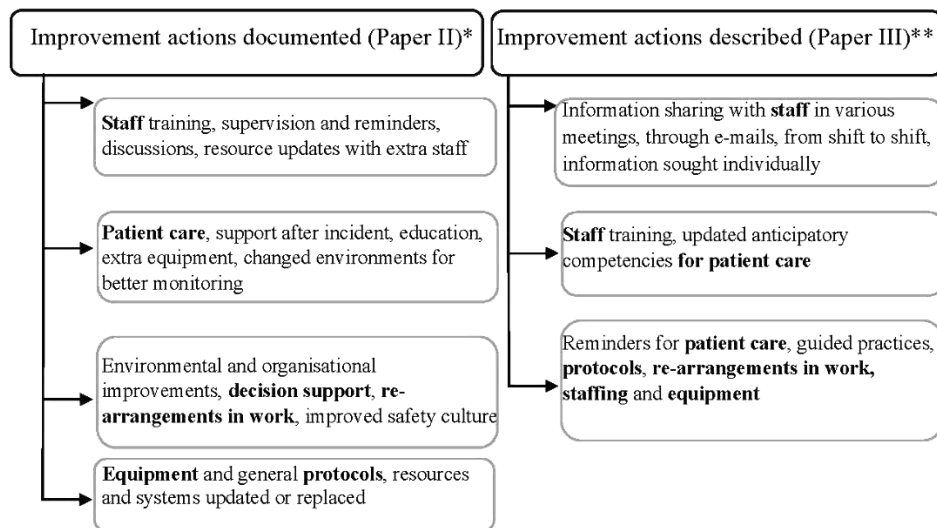 Improvement actions documented (Paper II)*
Staff training, supervision and reminders,
discussions, resource updates with extra staff
Patient care, support after incident, education,
extra equipment, changed environments for
better monitoring
Environmental and organisational
improvements, decision support, re-
arrangements in work, improved safety culture
Equipment and general protocols, resources
and systems updated or replaced
Improvement actions described (Paper III)**
Information sharing with staff in various
meetings, through e-mails, from shift to shift,
information sought individually
Staff training, updated anticipatory
competencies for patient care
Reminders for patient care, guided practices,
protocols, re-arrangements in work,
staffing and equipment